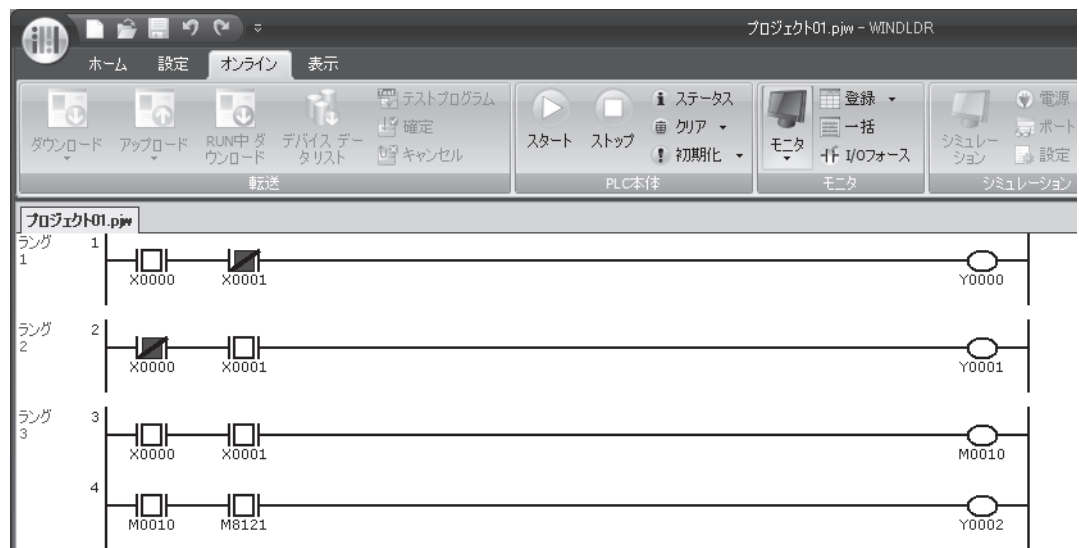 プロジェクト01.pjw - WINDLDR
ホーム 設定 オンライン 表示
ダウンロード アップロード RUN中 ダウンロード デバイス データリスト
テストプログラム
確定
キャンセル
転送
スタート ストップ
ステータス
クリア
初期化
PLC本体
モニタ
登録
一括
I/Oフォース
モニタ
シミュレーション
電源
ポート
設定
シミュレーション
プロジェクト01.pjw
ラング 1
1
X0000 X0001 Y0000
ラング 2
2
X0000 X0001 Y0001
ラング 3
3
X0000 X0001 M0010
4
M0010 M8121 Y0002